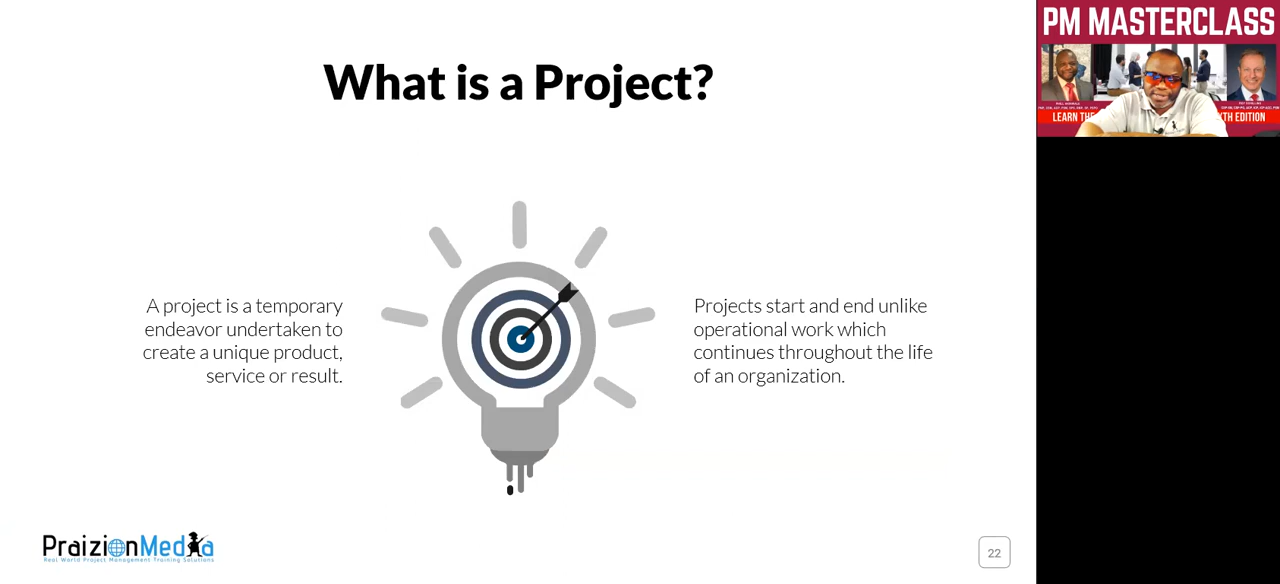 What is a Project?
A project is a temporary
endeavor undertaken to
create a unique product,
service or result.
Projects start and end unlike
operational work which
continues throughout the life
of an organization.
PraizionMedia
Real World Project Management Training Solutions
22
PM MASTERCLASS
LEARN THE
XTH EDITION